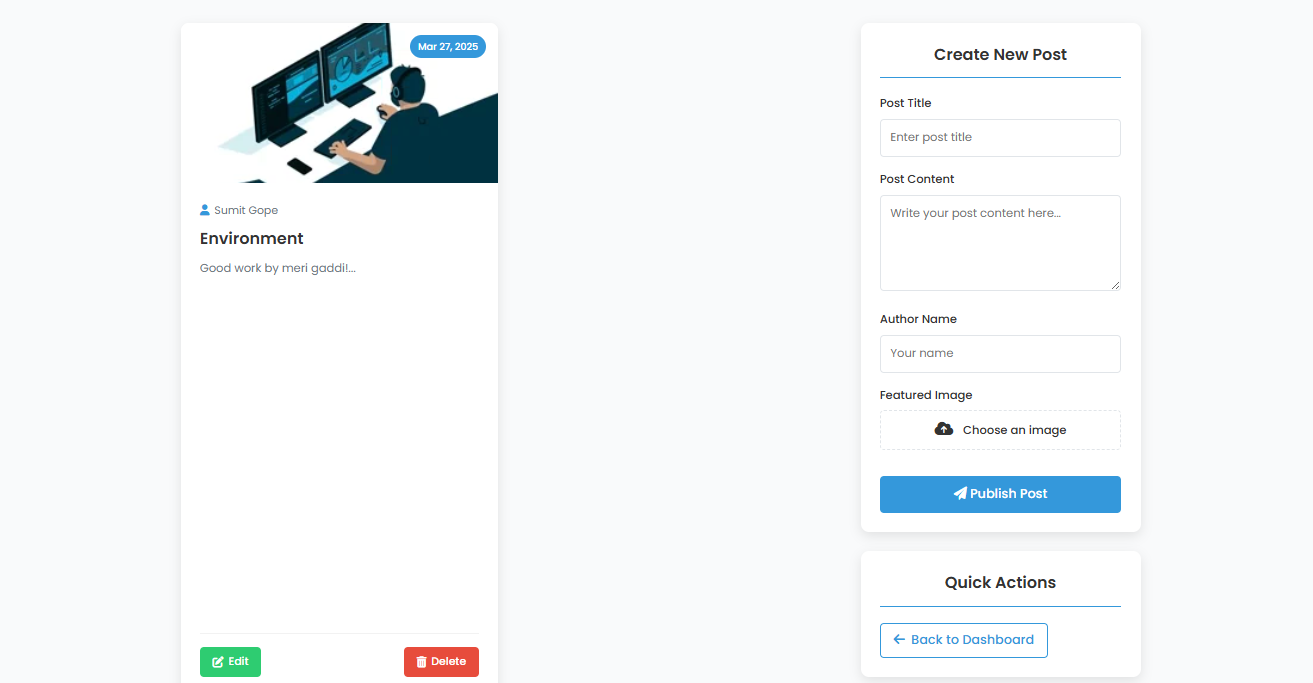 Mar 27, 2025
Sumit Gope
Environment
Good work by meri gaddi!...
Edit
Delete
Create New Post
Post Title
Enter post title
Post Content
Write your post content here...
Author Name
Your name
Featured Image
Choose an image
Publish Post
Quick Actions
Back to Dashboard